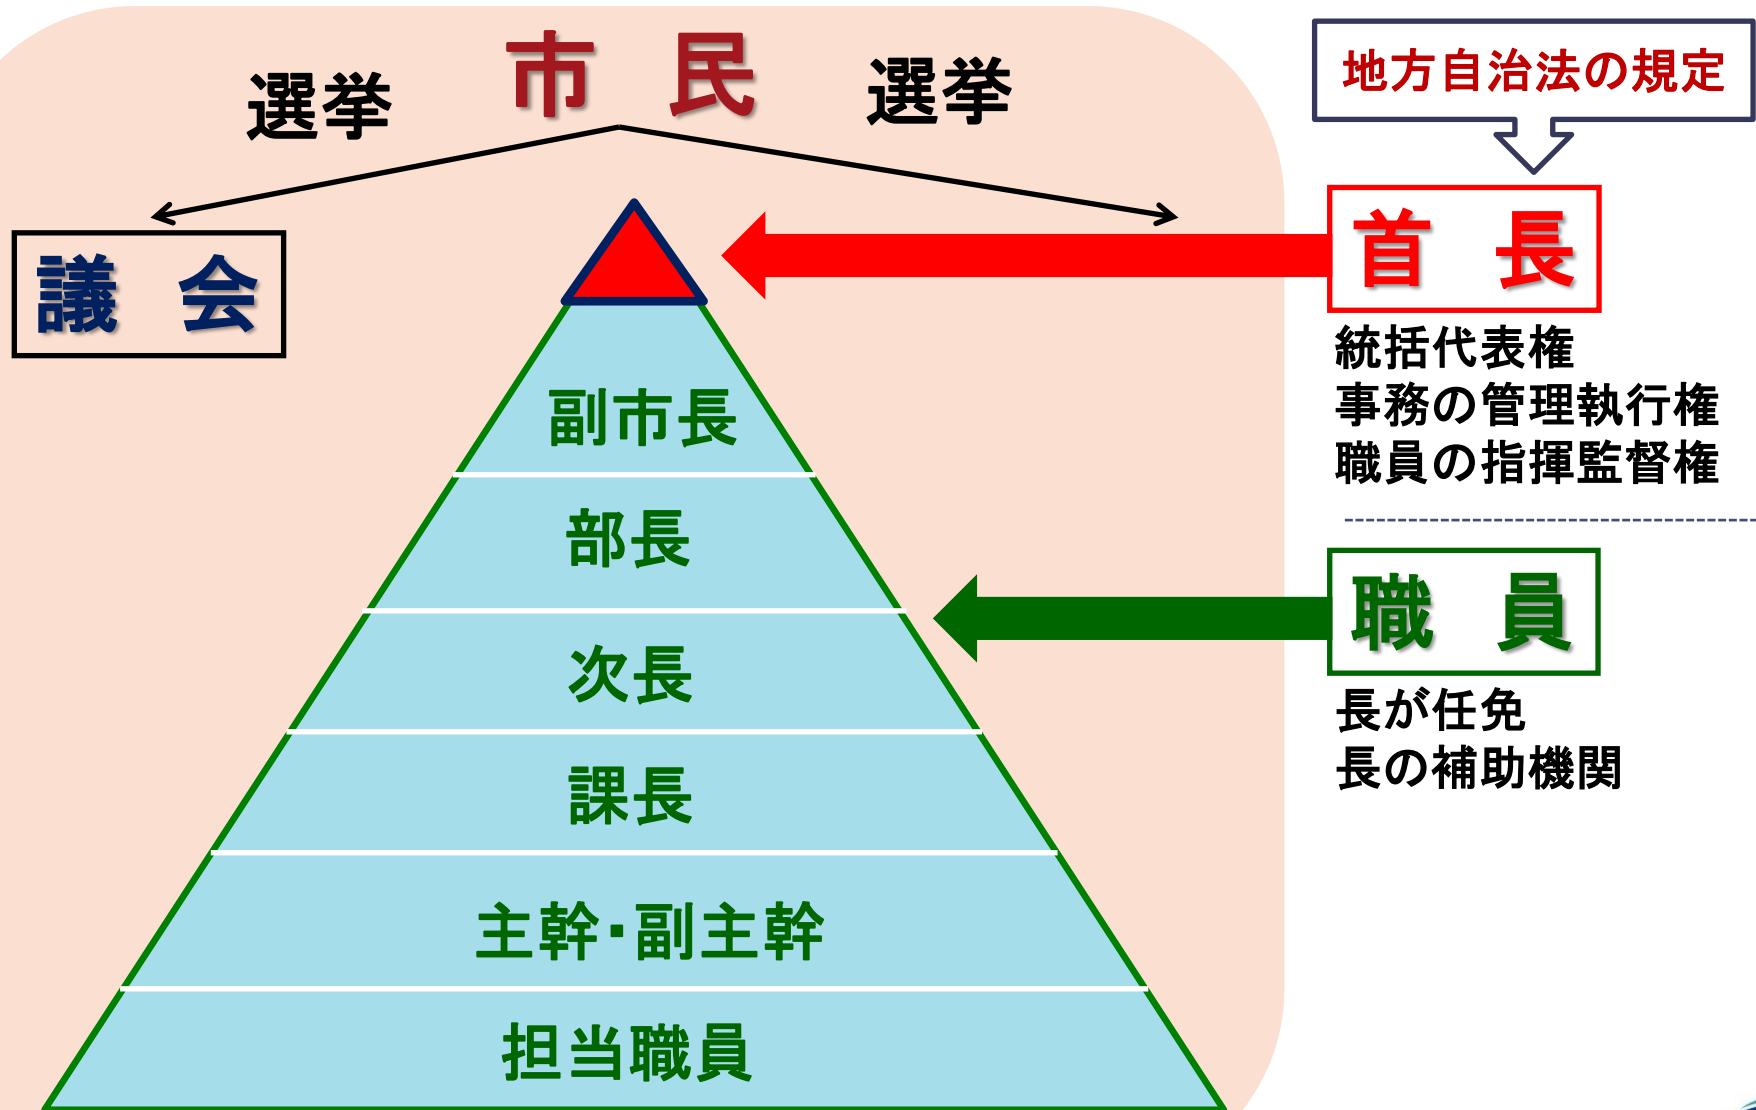 市 民
選挙
選挙
地方自治法の規定
議 会
首 長
統括代表権
事務の管理執行権
職員の指揮監督権
副市長
部長
次長
課長
主幹・副主幹
担当職員
職 員
長が任免
長の補助機関